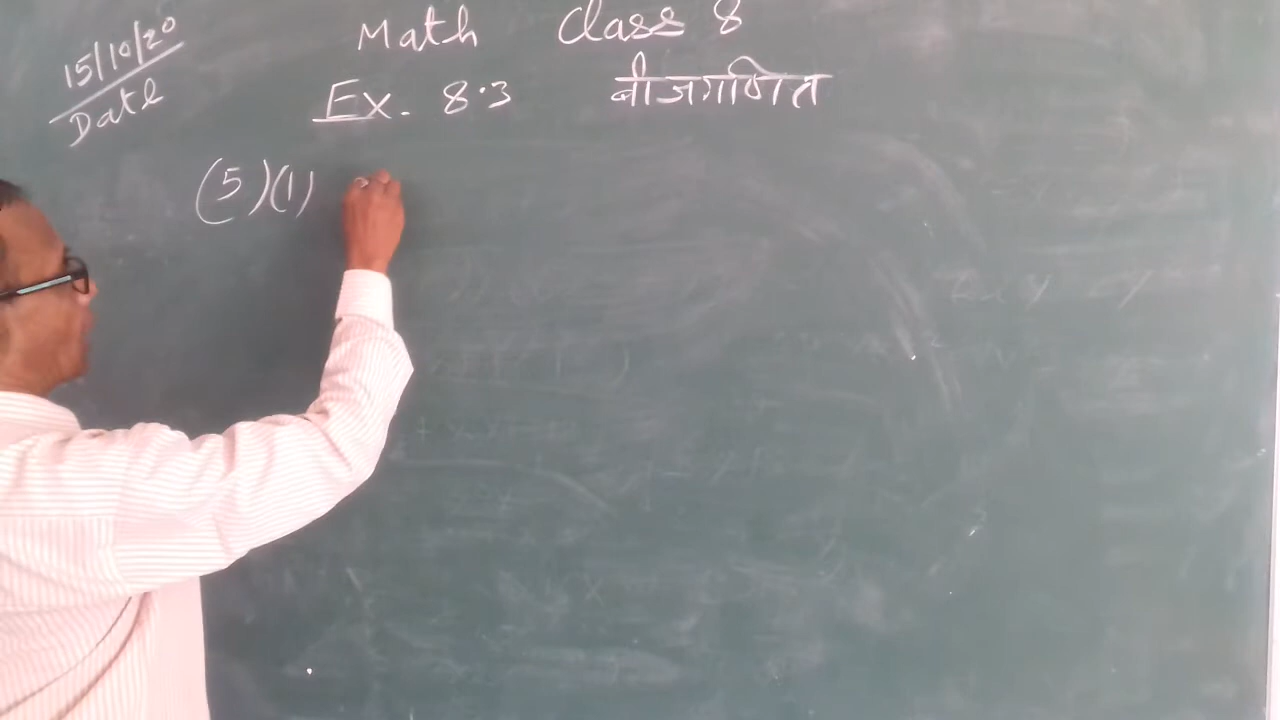 15/10/20
Date
Math Class 8
Ex. 8.3 बीजगणित
(5)(1)